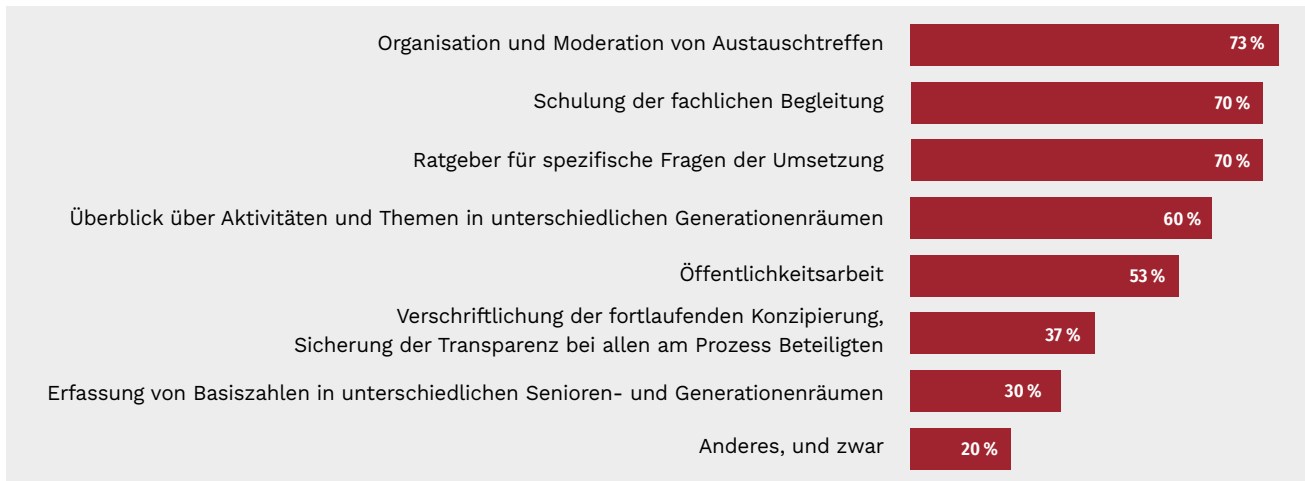 Organisation und Moderation von Austauschtreffen 73 %
Schulung der fachlichen Begleitung 70 %
Ratgeber für spezifische Fragen der Umsetzung 70 %
Überblick über Aktivitäten und Themen in unterschiedlichen Generationenräumen 60 %
Öffentlichkeitsarbeit 53 %
Verschriftlichung der fortlaufenden Konzipierung,
Sicherung der Transparenz bei allen am Prozess Beteiligten 37 %
Erfassung von Basiszahlen in unterschiedlichen Senioren- und Generationenräumen 30 %
Anderes, und zwar 20 %